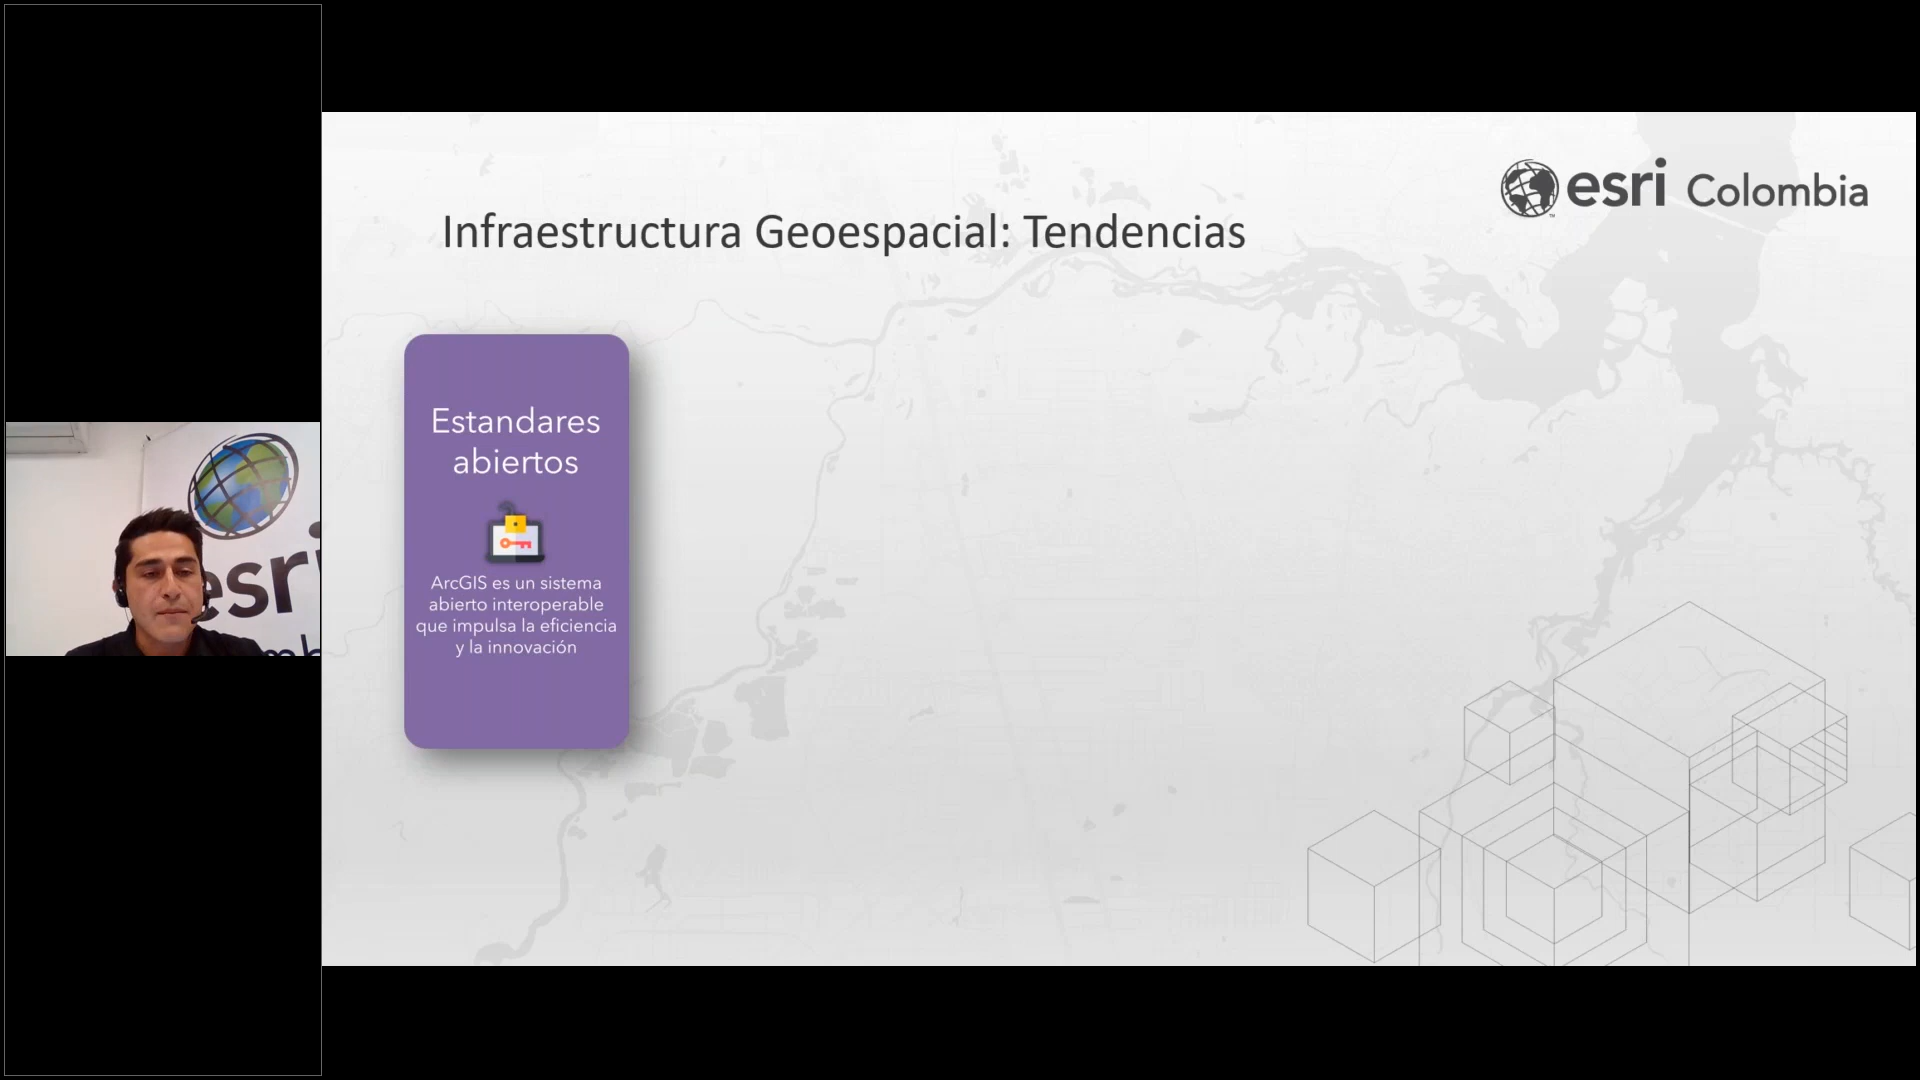 esri Colombia
Infraestructura Geoespacial: Tendencias
Estandares
abiertos
ArcGIS es un sistema
abierto interoperable
que impulsa la eficiencia
y la innovación
esri